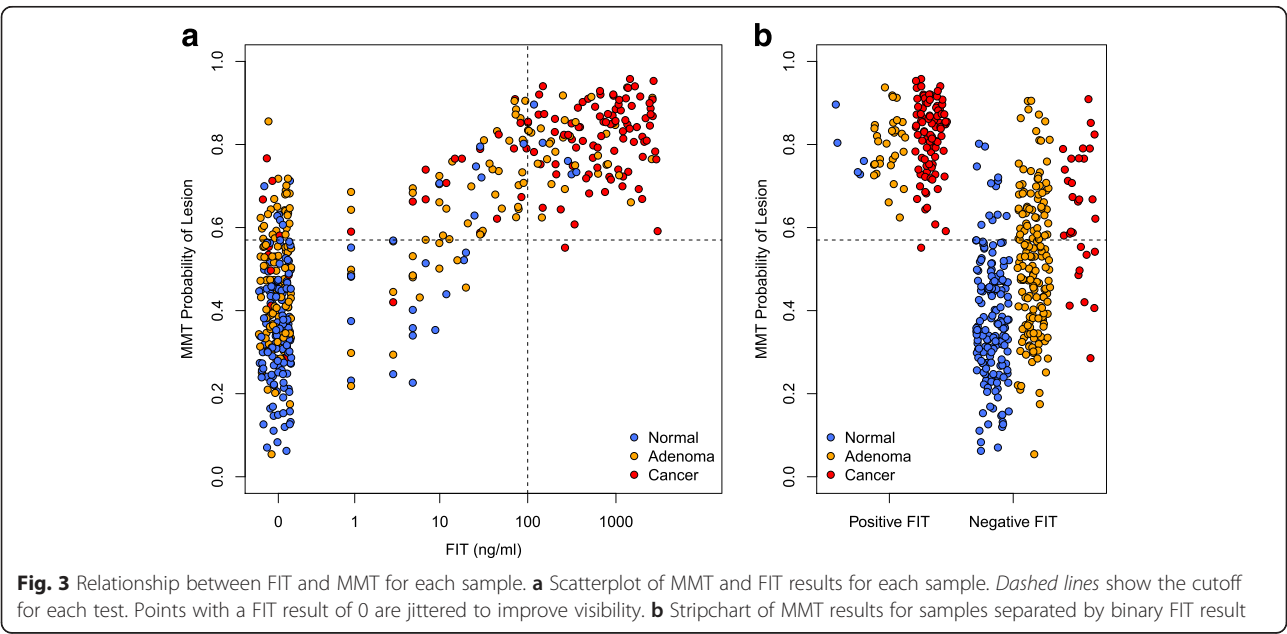 a
b
MMT Probability of Lesion
1.0
0.8
0.6
0.4
0.2
0.0
Normal
Adenoma
Cancer
0 1 10 100 1000
FIT (ng/ml)
MMT Probability of Lesion
1.0
0.8
0.6
0.4
0.2
0.0
Normal
Adenoma
Cancer
Positive FIT Negative FIT
Fig. 3 Relationship between FIT and MMT for each sample. a Scatterplot of MMT and FIT results for each sample. Dashed lines show the cutoff
for each test. Points with a FIT result of 0 are jittered to improve visibility. b Stripchart of MMT results for samples separated by binary FIT result